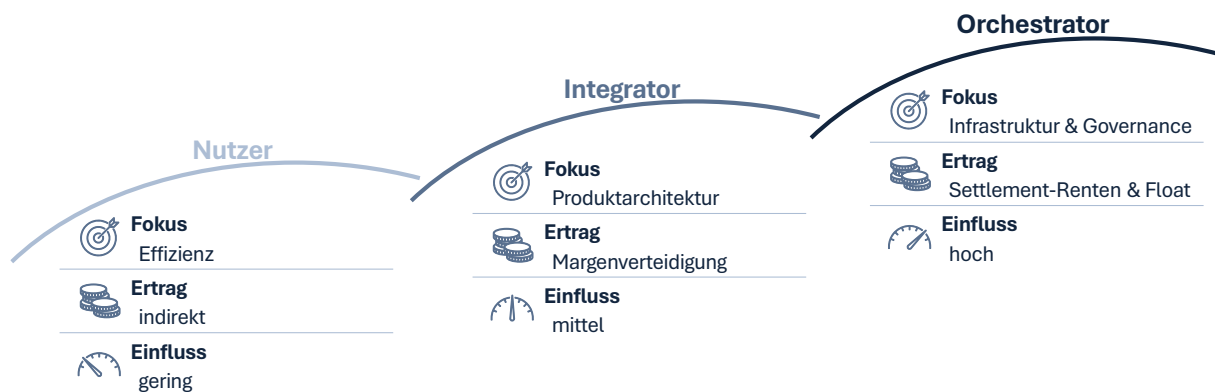 Nutzer
Fokus
Effizienz
Ertrag
indirekt
Einfluss
gering
Integrator
Fokus
Produktarchitektur
Ertrag
Margenverteidigung
Einfluss
mittel
Orchestrator
Fokus
Infrastruktur & Governance
Ertrag
Settlement-Renten & Float
Einfluss
hoch